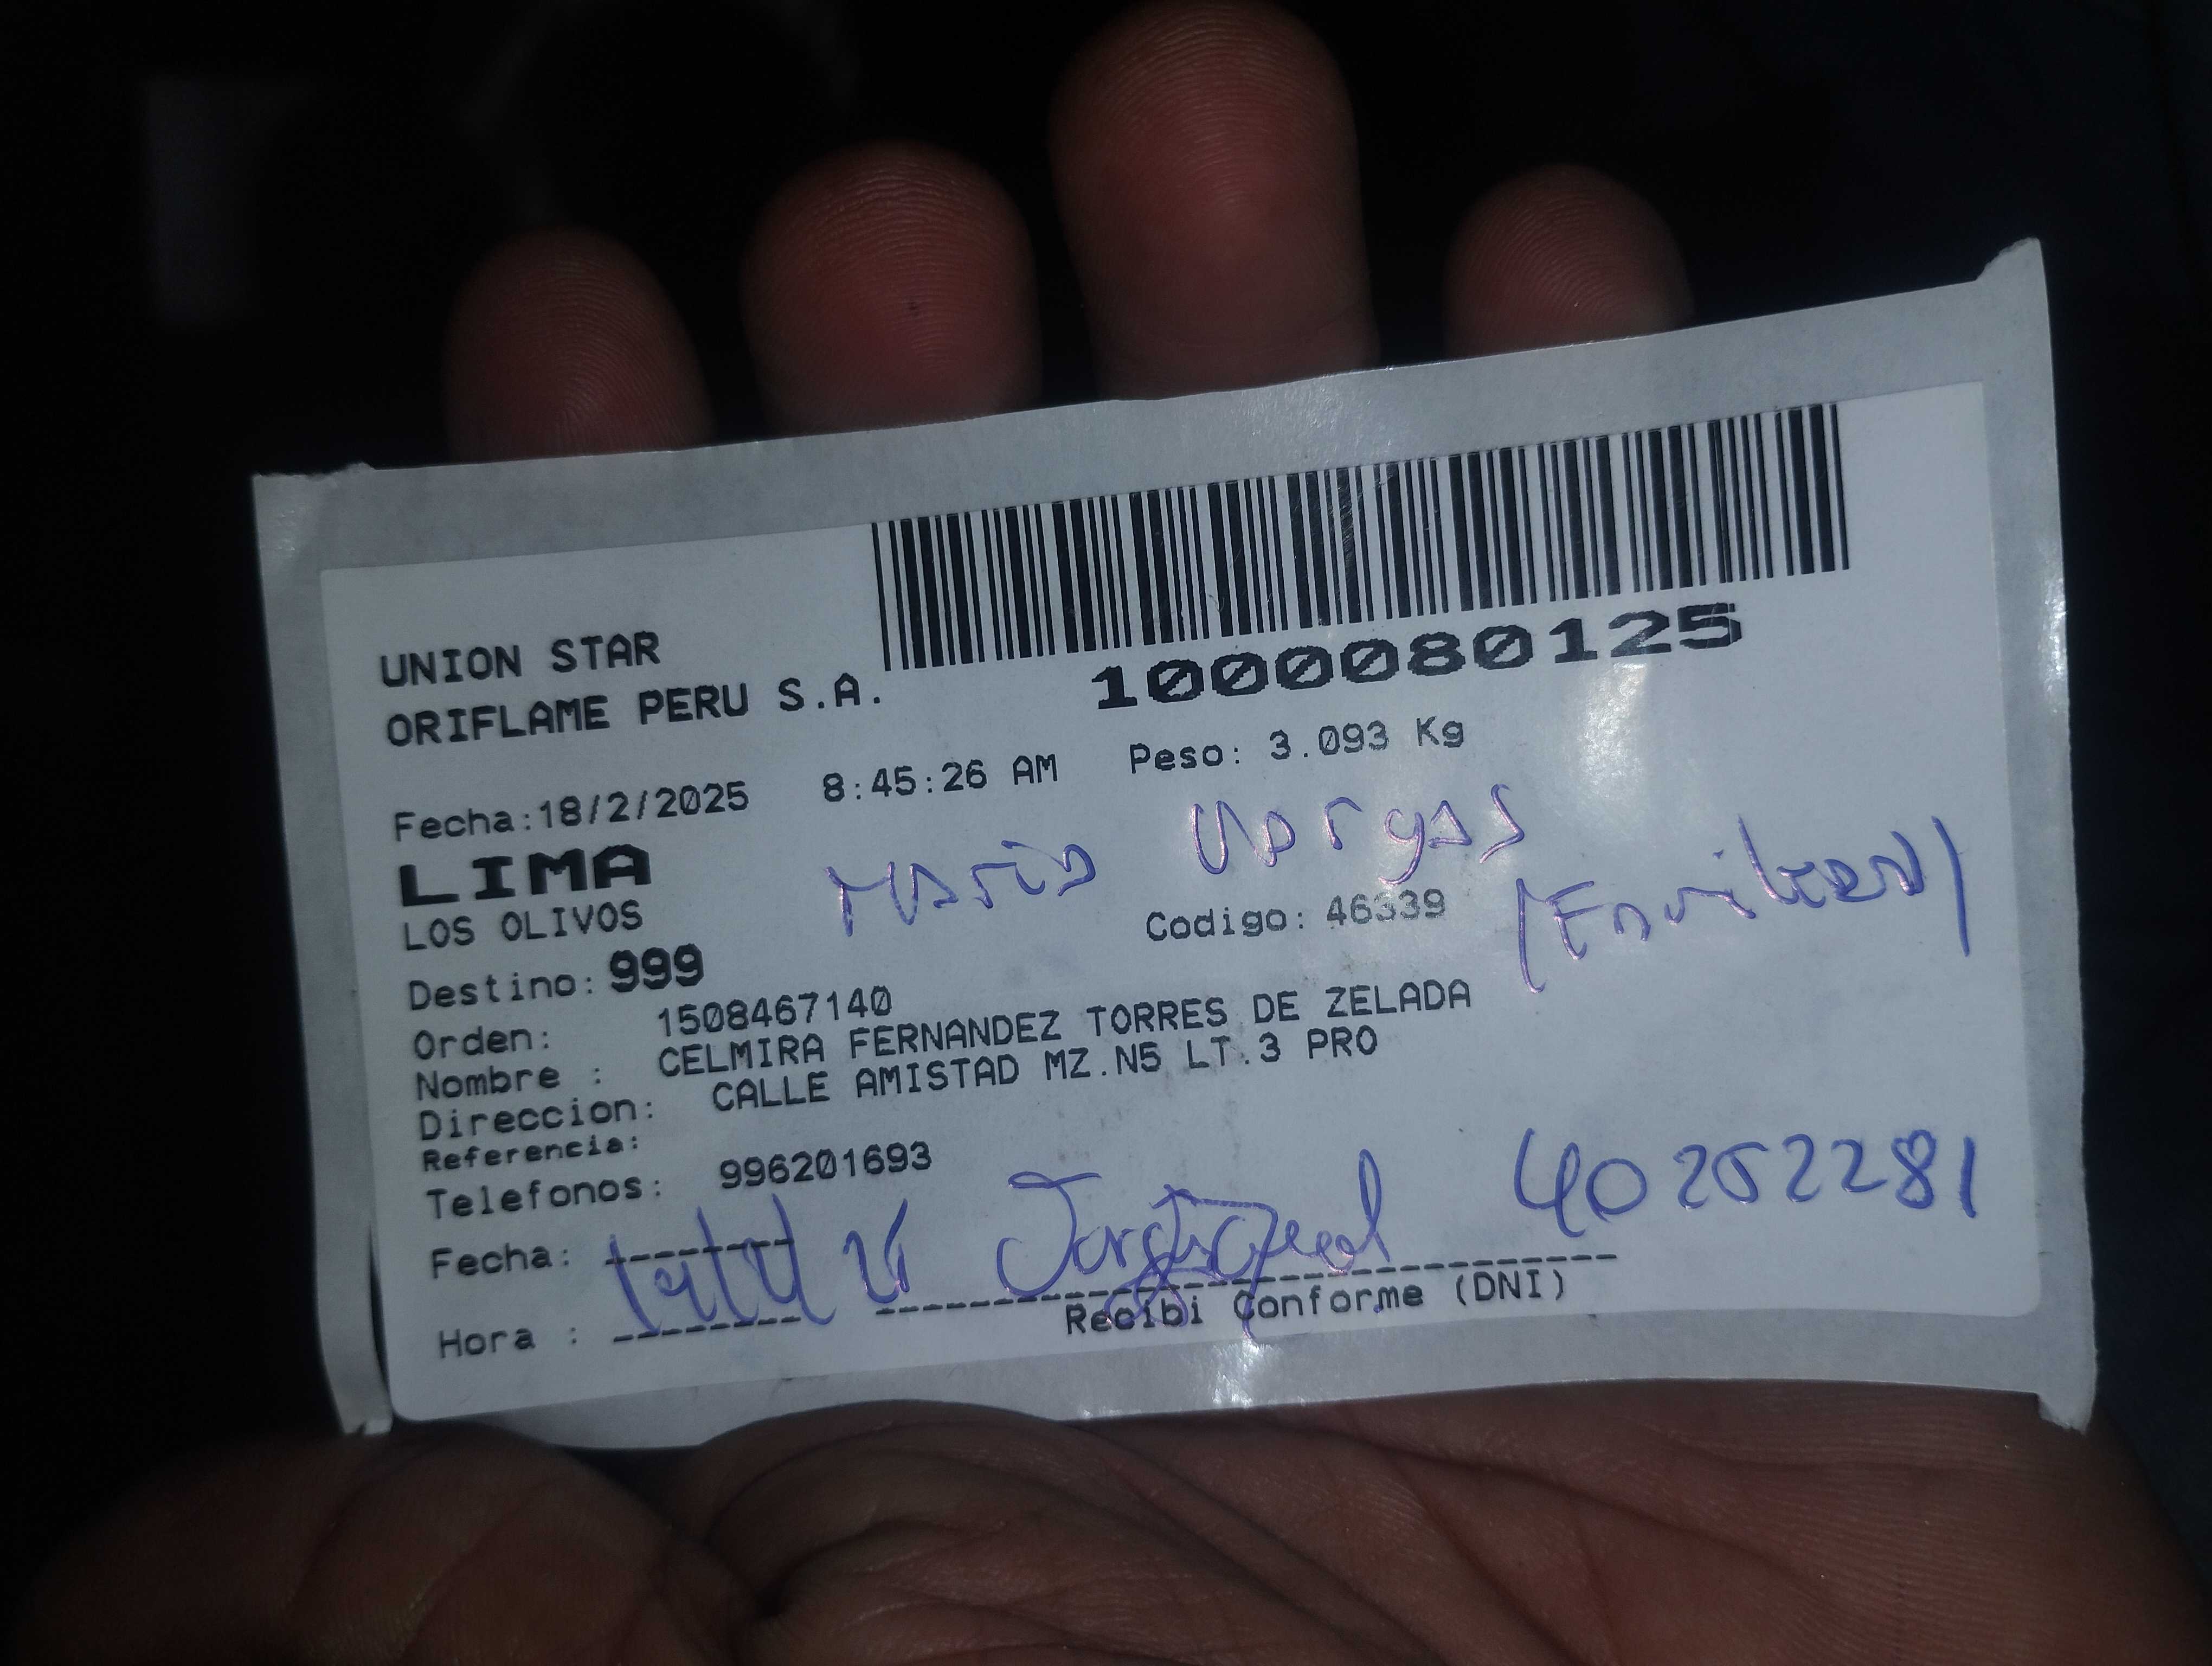 UNION STAR
ORIFLAME PERU S.A.
1000080125
Fecha:18/2/2025 8:45:26 AM Peso: 3.093 Kg
LIMA
Vargas
LOS OLIVOS
Codigo: 46339
Destino: 999
Orden: 1508467140
Nombre : CELMIRA FERNANDEZ TORRES DE ZELADA
Direccion: CALLE AMISTAD MZ.N5 LT.3 PRO
Referencia:
Telefonos: 996201693
40252281
Fecha:
Recibi Conforme (DNI)
Hora :